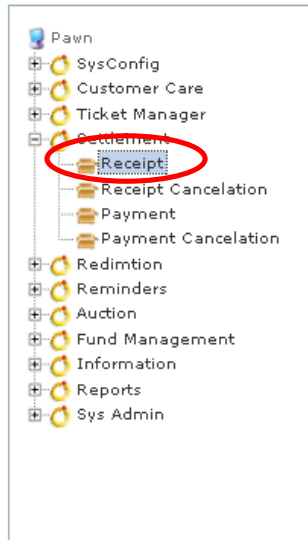 Pawn
SysConfig
Customer Care
Ticket Manager
Settlement
Receipt
Receipt Cancelation
Payment
Payment Cancelation
Redimtion
Reminders
Auction
Fund Management
Information
Reports
Sys Admin